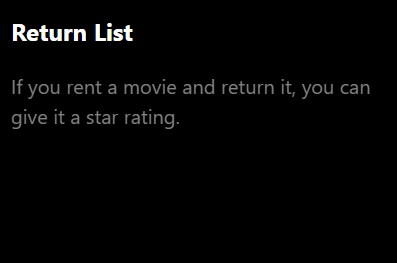 Return List
If you rent a movie and return it, you can
give it a star rating.